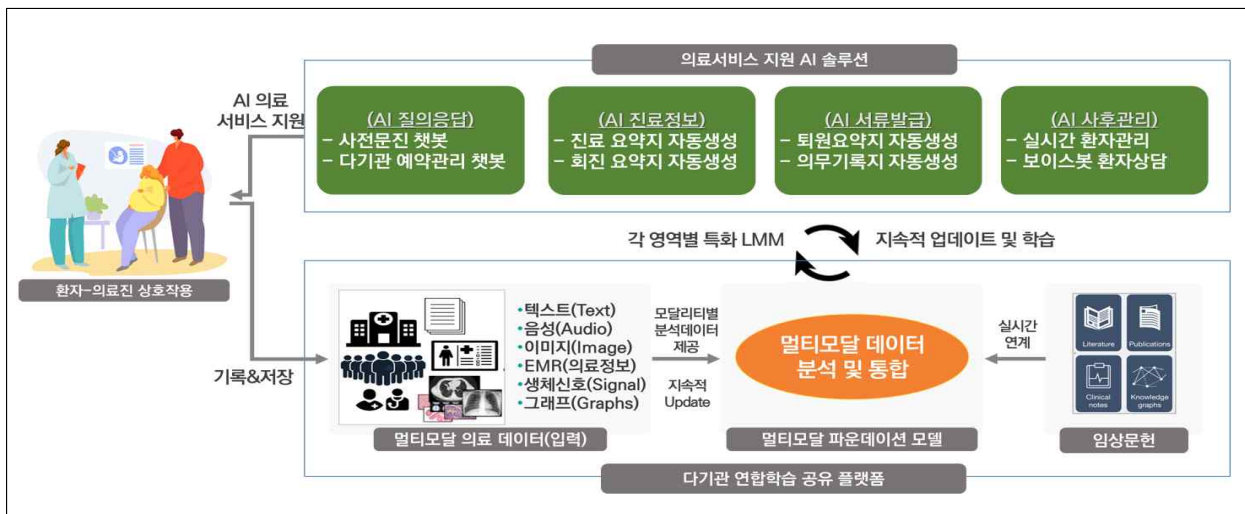 의료서비스 지원 AI 솔루션
AI 의료
서비스 지원
(AI 질의응답)
– 사전문진 챗봇
– 다기관 예약관리 챗봇
(AI 진료정보)
– 진료 요약지 자동생성
– 회진 요약지 자동생성
(AI 서류발급)
– 퇴원요약지 자동생성
– 의무기록지 자동생성
(AI 사후관리)
– 실시간 환자관리
– 보이스봇 환자상담
각 영역별 특화 LMM
지속적 업데이트 및 학습
환자-의료진 상호작용
기록&저장
•텍스트(Text)
•음성(Audio)
•이미지(Image)
•EMR(의료정보)
•생체신호(Signal)
•그래프(Graphs)
멀티모달 의료 데이터(입력)
모달리티별
분석데이터
제공
지속적
Update
멀티모달 데이터
분석 및 통합
멀티모달 파운데이션 모델
실시간
연계
Literature
Publications
Clinical
notes
Knowledge
graphs
임상문헌
다기관 연합학습 공유 플랫폼